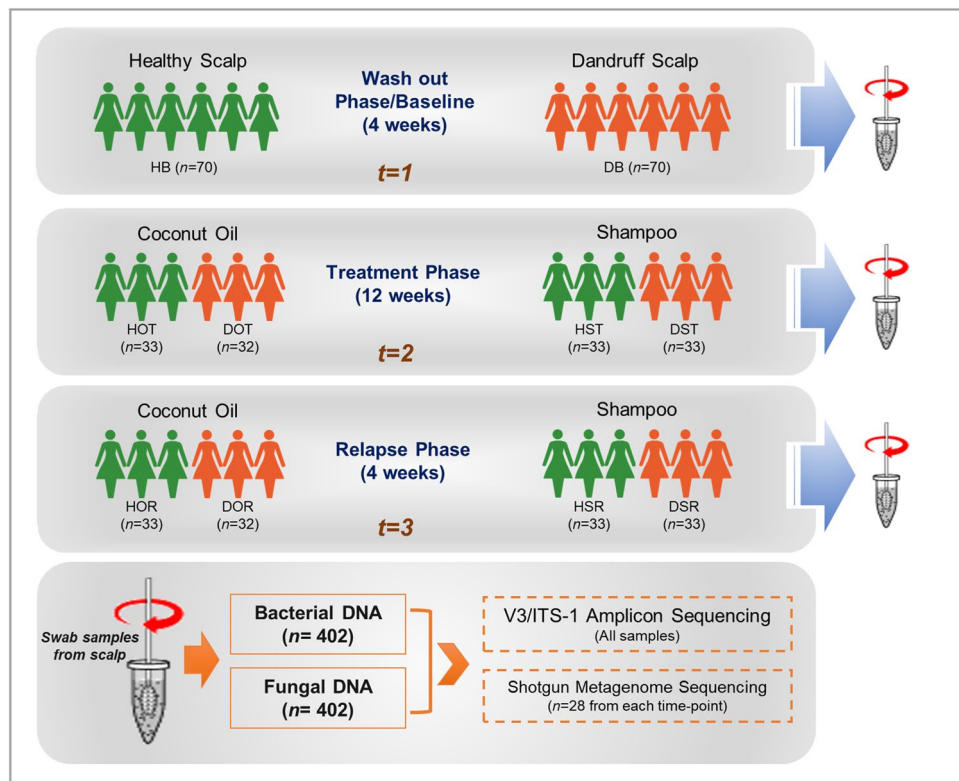 Healthy Scalp
Wash out
Phase/Baseline
(4 weeks)
Dandruff Scalp
HB (n=70)
t=1
DB (n=70)
Coconut Oil
Treatment Phase
(12 weeks)
Shampoo
HOT
(n=33)
DOT
(n=32)
t=2
HST
(n=33)
DST
(n=33)
Coconut Oil
Relapse Phase
(4 weeks)
Shampoo
HOR
(n=33)
DOR
(n=32)
t=3
HSR
(n=33)
DSR
(n=33)
Swab samples
from scalp
Bacterial DNA
(n= 402)
Fungal DNA
(n= 402)
V3/ITS-1 Amplicon Sequencing
(All samples)
Shotgun Metagenome Sequencing
(n=28 from each time-point)